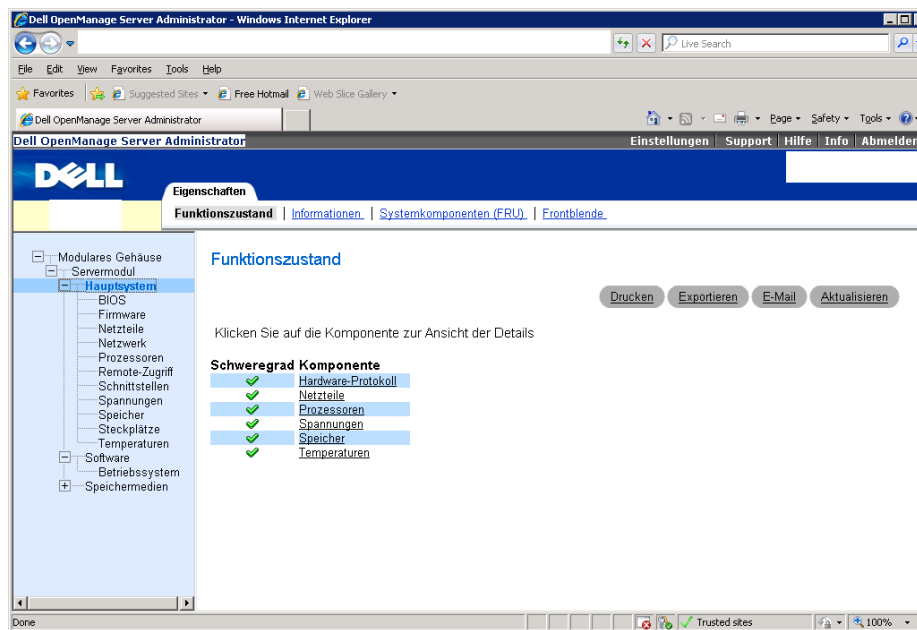 Dell OpenManage Server Administrator - Windows Internet Explorer
Live Search
File Edit View Favorites Tools Help
Favorites Suggested Sites Free Hotmail Web Slice Gallery
Dell OpenManage Server Administrator Page Safety Tools
Dell OpenManage Server Administrator Einstellungen Support Hilfe Info Abmelden
DELL
Eigenschaften
Funktionszustand | Informationen | Systemkomponenten (FRU) | Frontblende
Modulares Gehäuse
Servermodul
Hauptsystem
BIOS
Firmware
Netzteile
Netzwerk
Prozessoren
Remote-Zugriff
Schnittstellen
Spannungen
Speicher
Steckplätze
Temperaturen
Software
Betriebssystem
Speichermedien
Funktionszustand
Drucken Exportieren E-Mail Aktualisieren
Klicken Sie auf die Komponente zur Ansicht der Details
Schweregrad Komponente
Hardware-Protokoll
Netzteile
Prozessoren
Spannungen
Speicher
Temperaturen
Done Trusted sites 100%